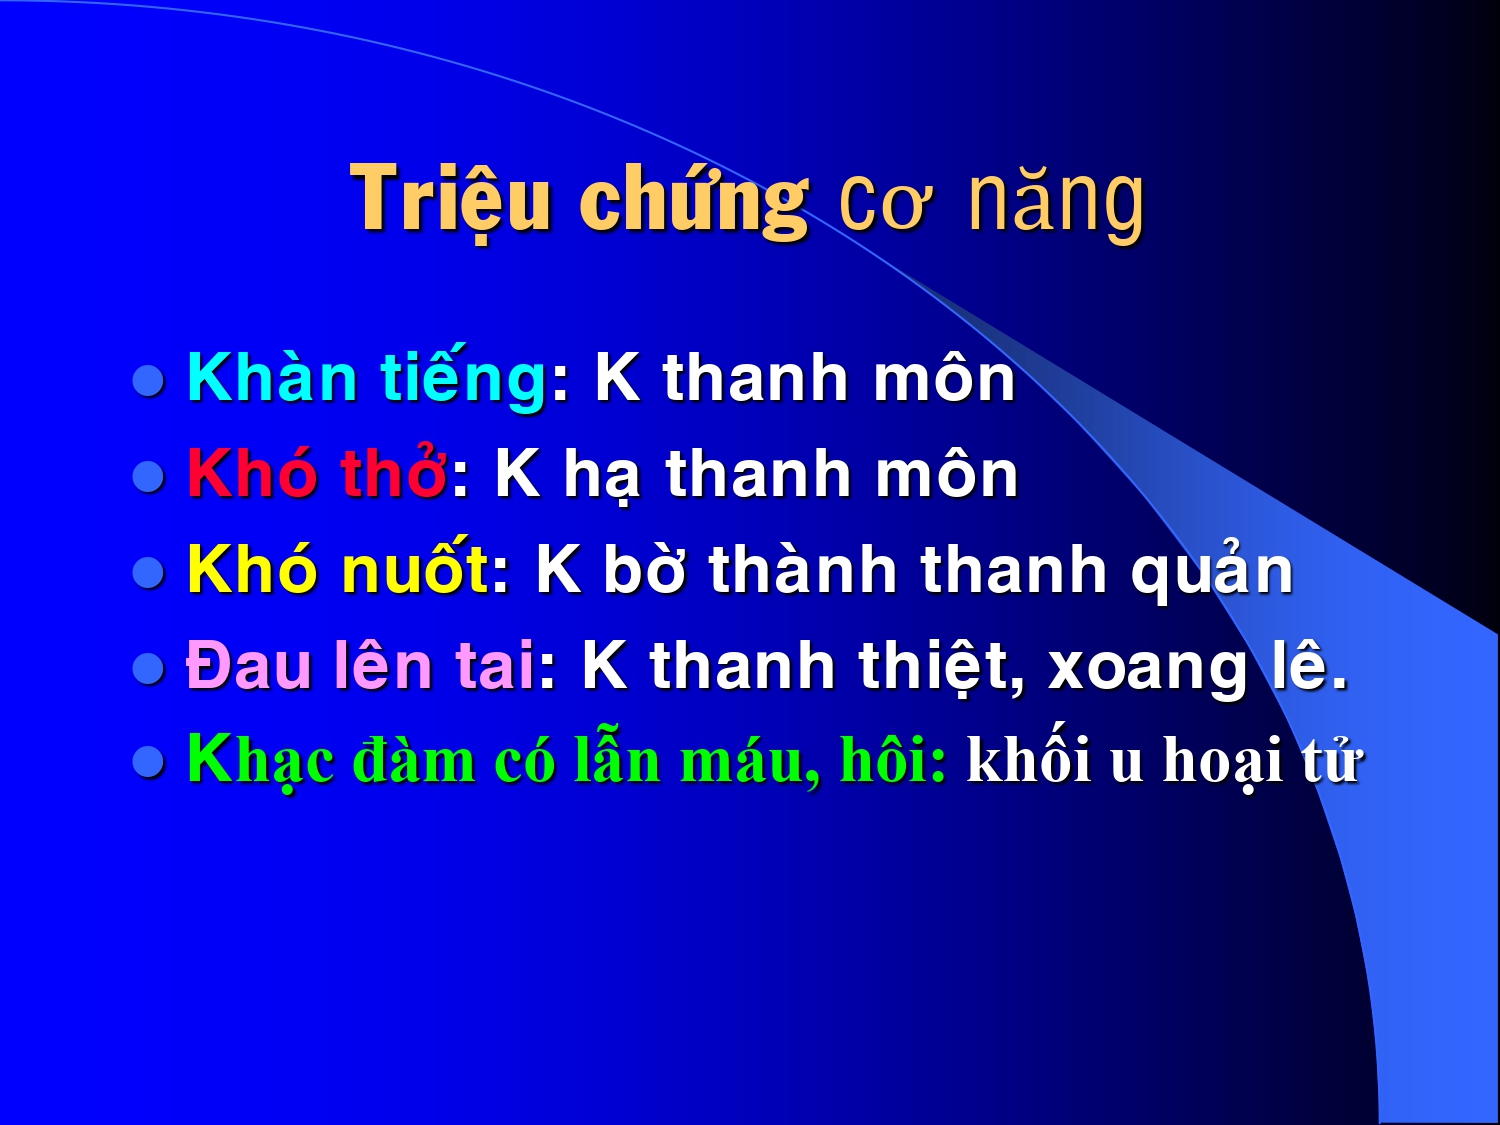 Triệu chứng cơ năng
Khàn tiếng: K thanh môn
Khó thở: K hạ thanh môn
Khó nuốt: K bờ thành thanh quản
Đau lên tai: K thanh thiệt, xoang lê.
Khạc đàm có lẫn máu, hôi: khối u hoại tử